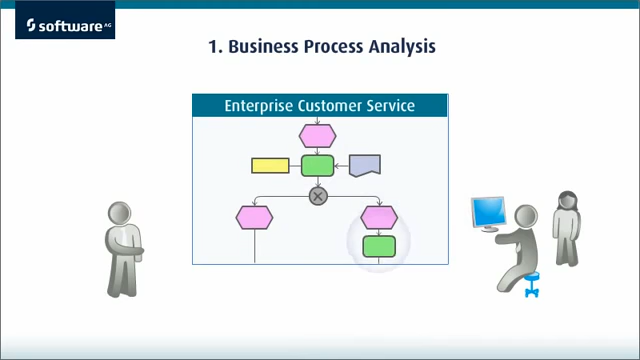 software AG
1. Business Process Analysis
Enterprise Customer Service